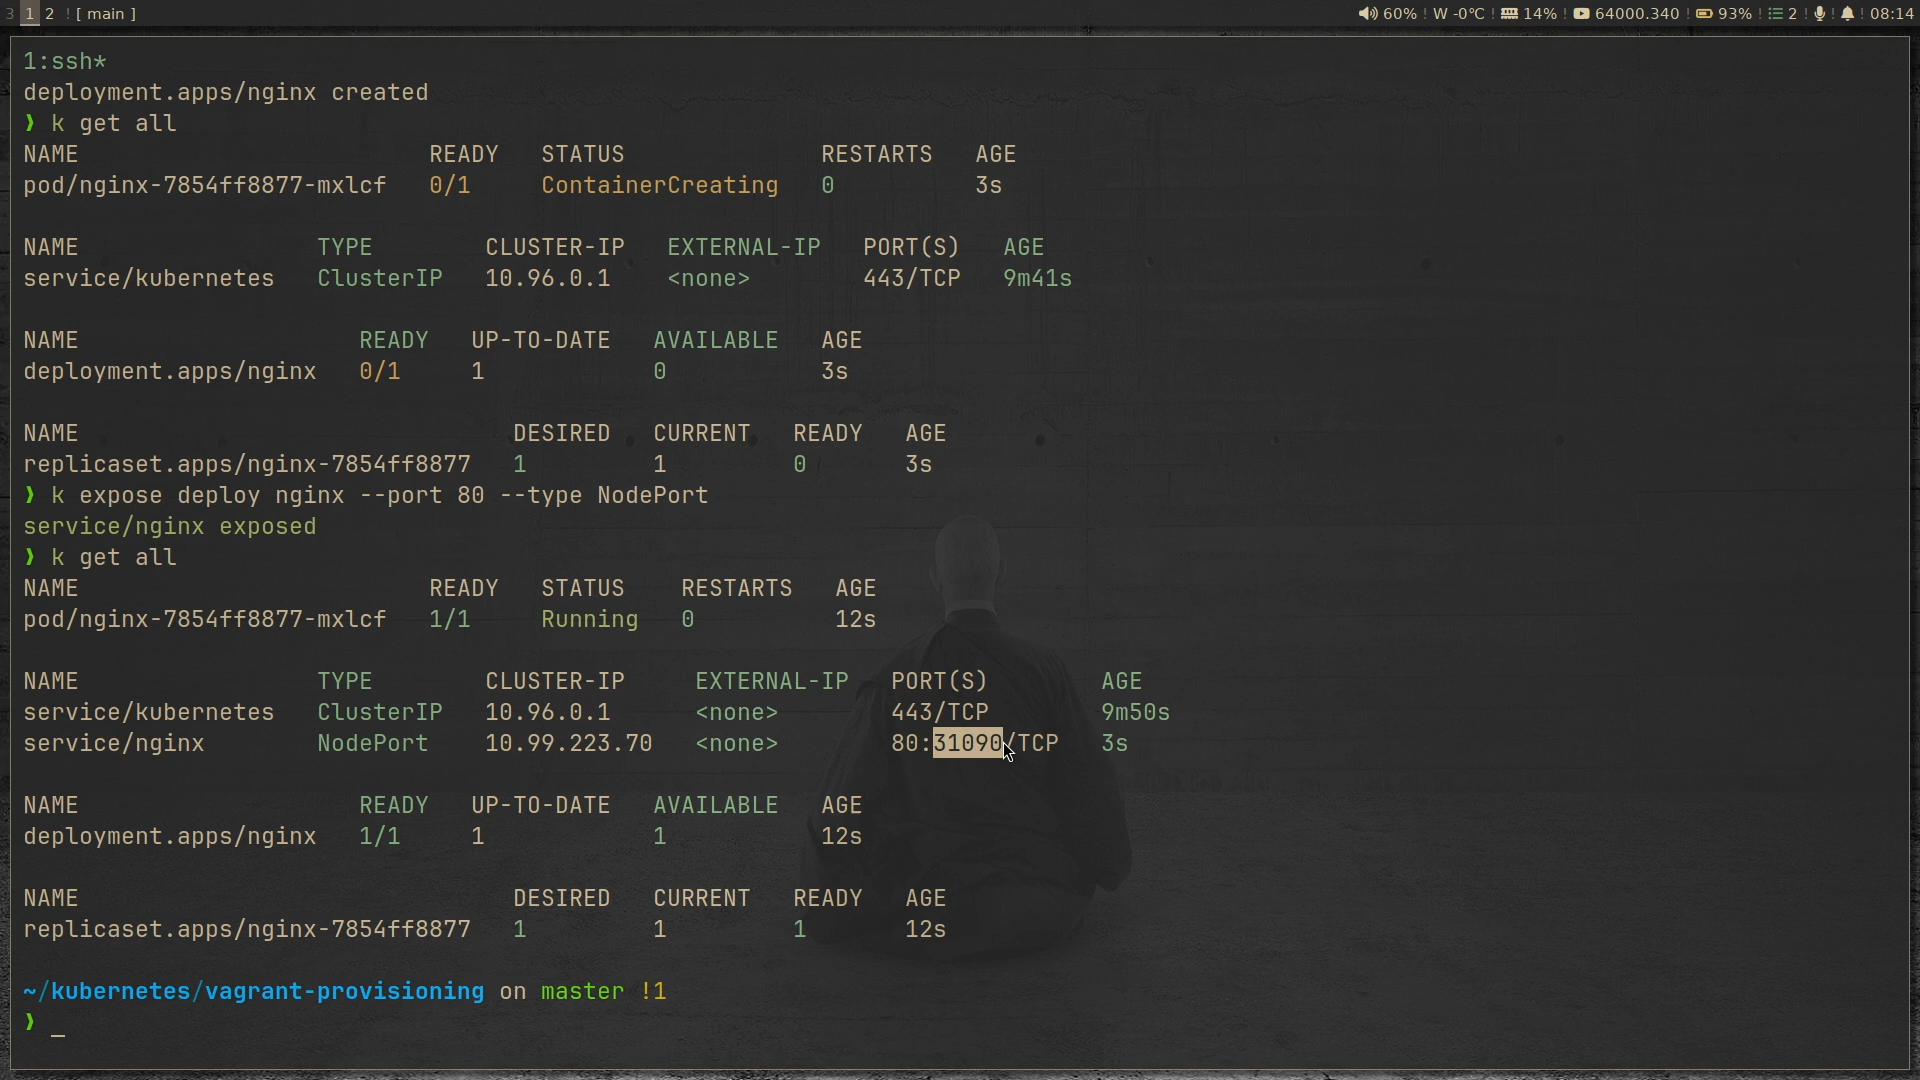 3 1 2 ! [ main ] 60% ! W -0°C ! 14% ! 64000.340 ! 93% ! 2 ! ! ! 08:14
1:ssh*
deployment.apps/nginx created
❯ k get all
NAME READY STATUS RESTARTS AGE
pod/nginx-7854ff8877-mxlcf 0/1 ContainerCreating 0 3s
NAME TYPE CLUSTER-IP EXTERNAL-IP PORT(S) AGE
service/kubernetes ClusterIP 10.96.0.1 <none> 443/TCP 9m41s
NAME READY UP-TO-DATE AVAILABLE AGE
deployment.apps/nginx 0/1 1 0 3s
NAME DESIRED CURRENT READY AGE
replicaset.apps/nginx-7854ff8877 1 1 0 3s
❯ k expose deploy nginx --port 80 --type NodePort
service/nginx exposed
❯ k get all
NAME READY STATUS RESTARTS AGE
pod/nginx-7854ff8877-mxlcf 1/1 Running 0 12s
NAME TYPE CLUSTER-IP EXTERNAL-IP PORT(S) AGE
service/kubernetes ClusterIP 10.96.0.1 <none> 443/TCP 9m50s
service/nginx NodePort 10.99.223.70 <none> 80:31090/TCP 3s
NAME READY UP-TO-DATE AVAILABLE AGE
deployment.apps/nginx 1/1 1 1 12s
NAME DESIRED CURRENT READY AGE
replicaset.apps/nginx-7854ff8877 1 1 1 12s
~/kubernetes/vagrant-provisioning on master !1
❯ _